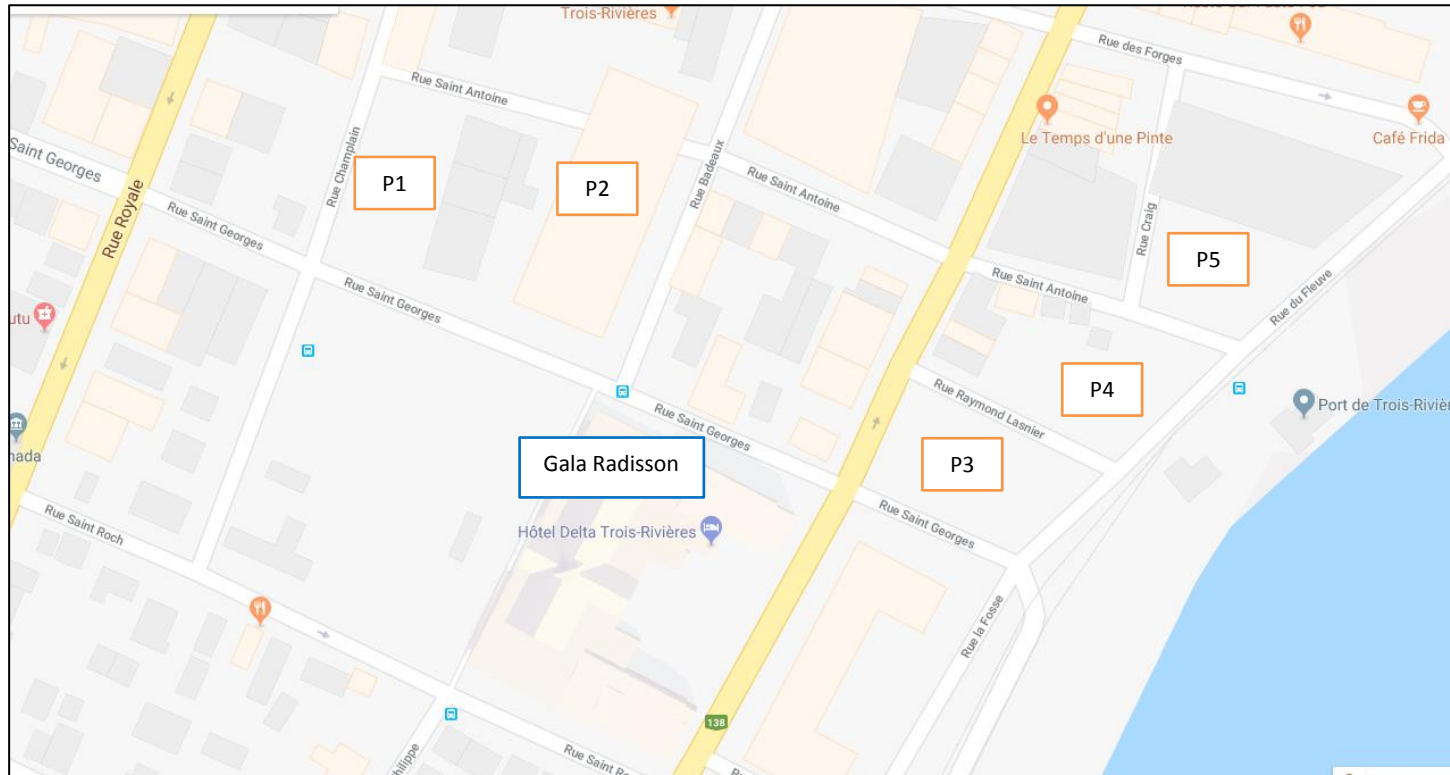 Trois-Rivières
Rue des Forges
Rue Saint Antoine
Le Temps d'une Pinte
Café Frida
Saint Georges
Rue Champlain
P1
P2
Rue Badeaux
Rue Saint Antoine
Rue Royale
Rue Saint Georges
Rue Craig
P5
Rue Saint Antoine
Rue du Fleuve
Rue Saint Georges
utu
Rue Raymond Lasnier
P4
Port de Trois-Rivièr
Rue Saint Georges
nada
Gala Radisson
P3
Rue Saint Georges
Hôtel Delta Trois-Rivières
Rue Saint Roch
Rue la Fosse
138
hilippe
Rue Saint Ro
Ru